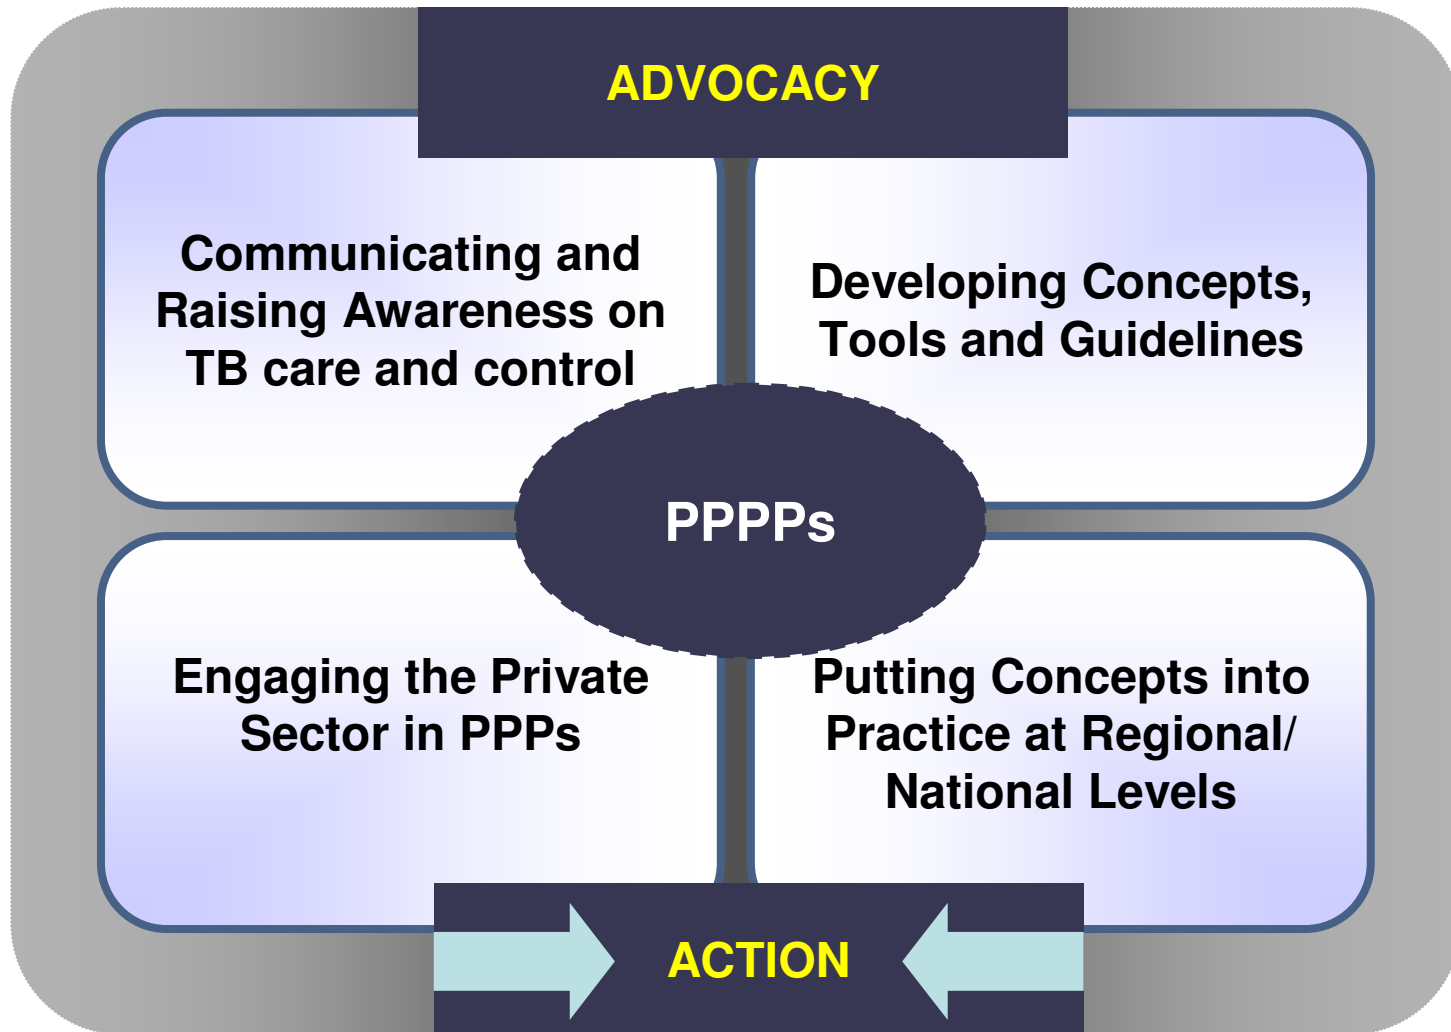 ADVOCACY
Communicating and
Raising Awareness on
TB care and control
Developing Concepts,
Tools and Guidelines
PPPPs
Engaging the Private
Sector in PPPs
Putting Concepts into
Practice at Regional/
National Levels
ACTION